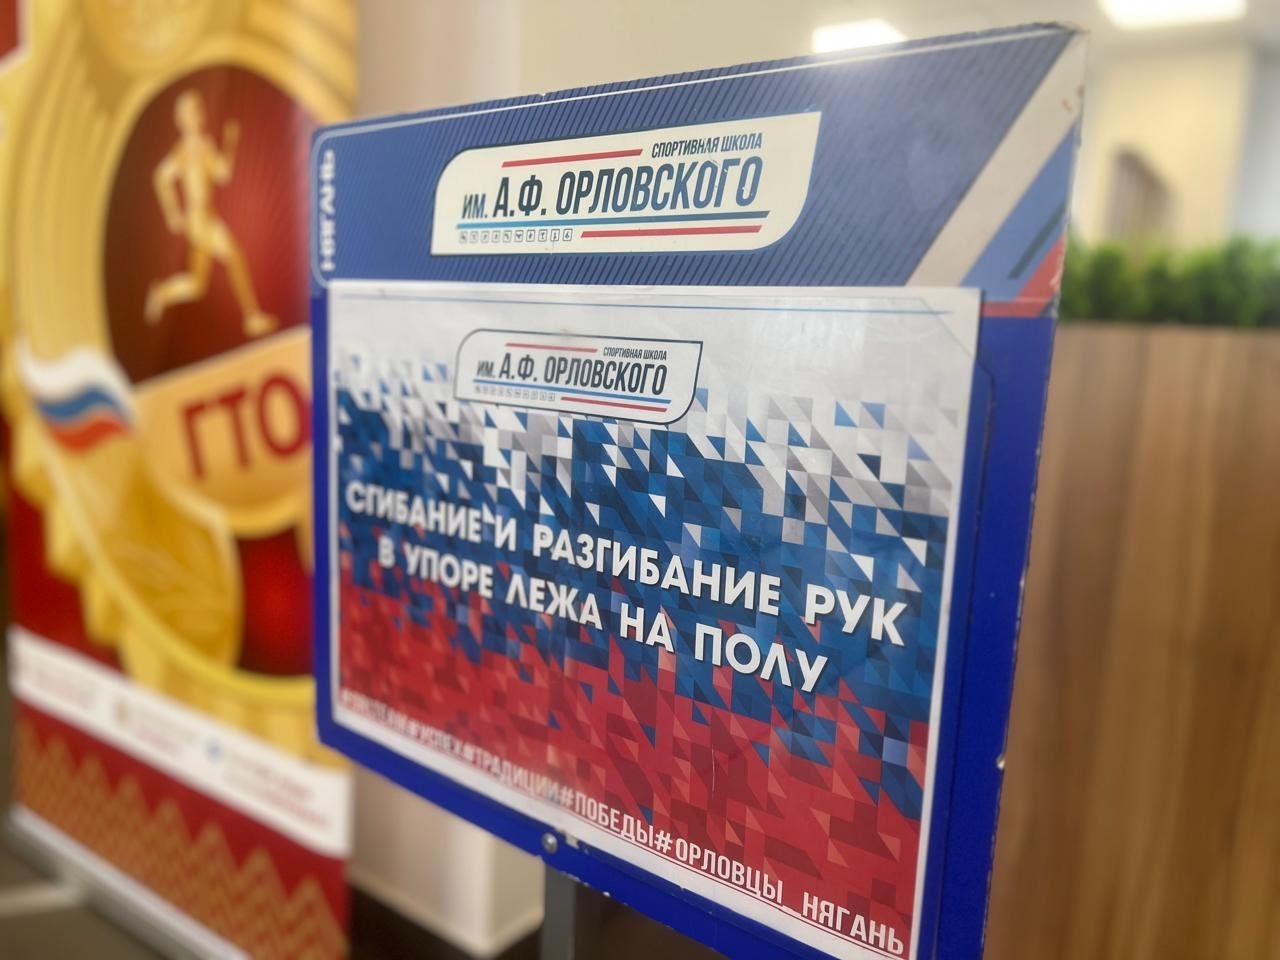 ГТО
НЯГАНЬ
СПОРТИВНАЯ ШКОЛА
ИМ. А.Ф. ОРЛОВСКОГО
СПОРТИВНАЯ ШКОЛА
ИМ. А.Ф. ОРЛОВСКОГО
СГИБАНИЕ И РАЗГИБАНИЕ РУК
В УПОРЕ ЛЕЖА НА ПОЛУ
#УСПЕХ#ТРАДИЦИИ#ПОБЕДЫ#ОРЛОВЦЫ_НЯГАНЬ